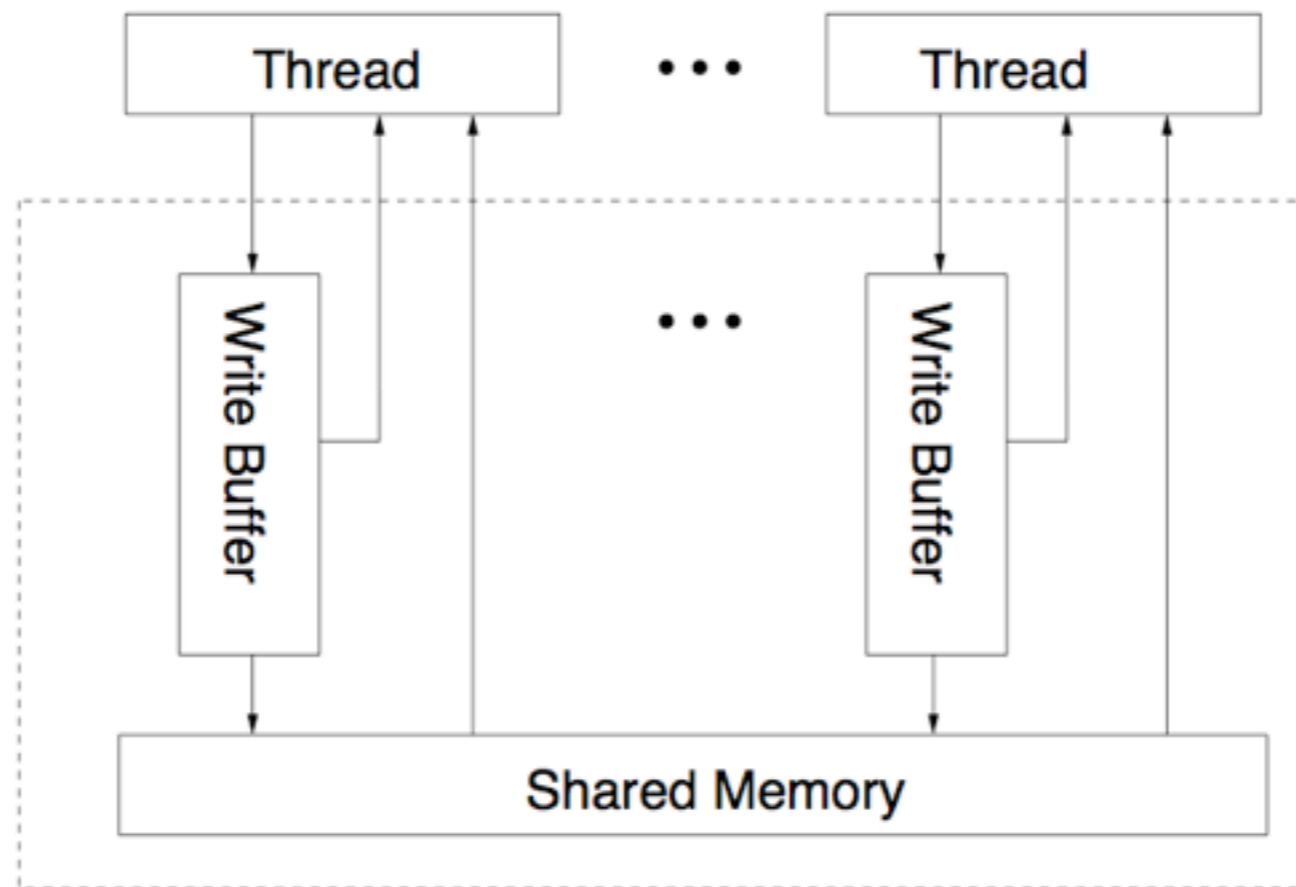 Thread
••• 
Thread
Write Buffer
•••
Write Buffer
Shared Memory